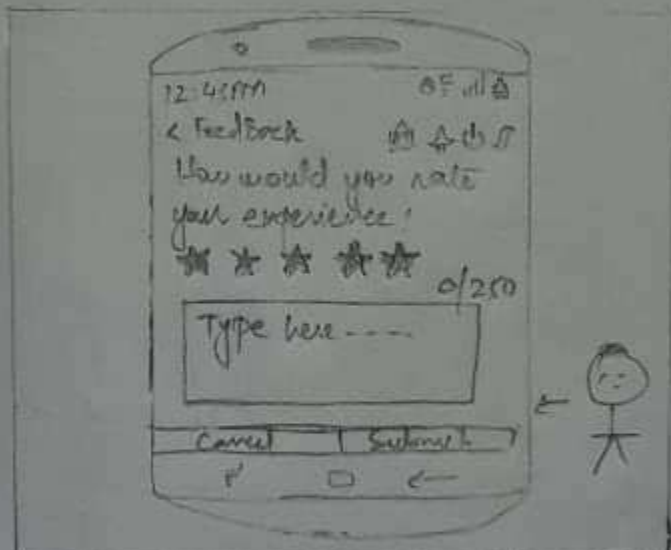 12:45PM
< FeedBack
How would you rate
your experience?
0/250
Type here ----
Cancel Submit